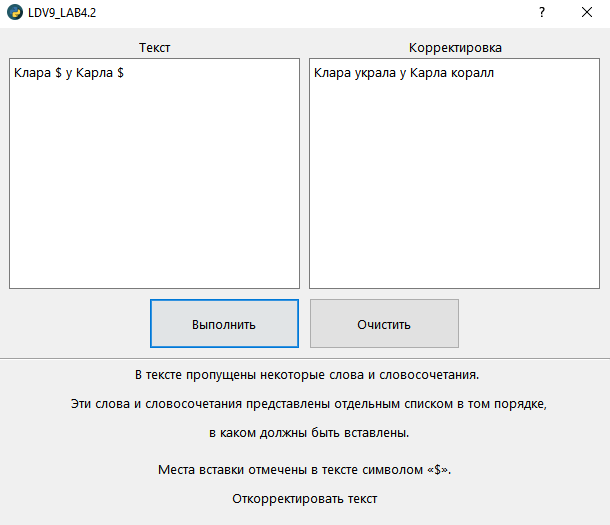 LDV9_LAB4.2
?
Текст
Корректировка
Клара $ у Карла $
Клара украла у Карла коралл
Выполнить
Очистить
В тексте пропущены некоторые слова и словосочетания.
Эти слова и словосочетания представлены отдельным списком в том порядке,
в каком должны быть вставлены.
Места вставки отмечены в тексте символом «$».
Откорректировать текст